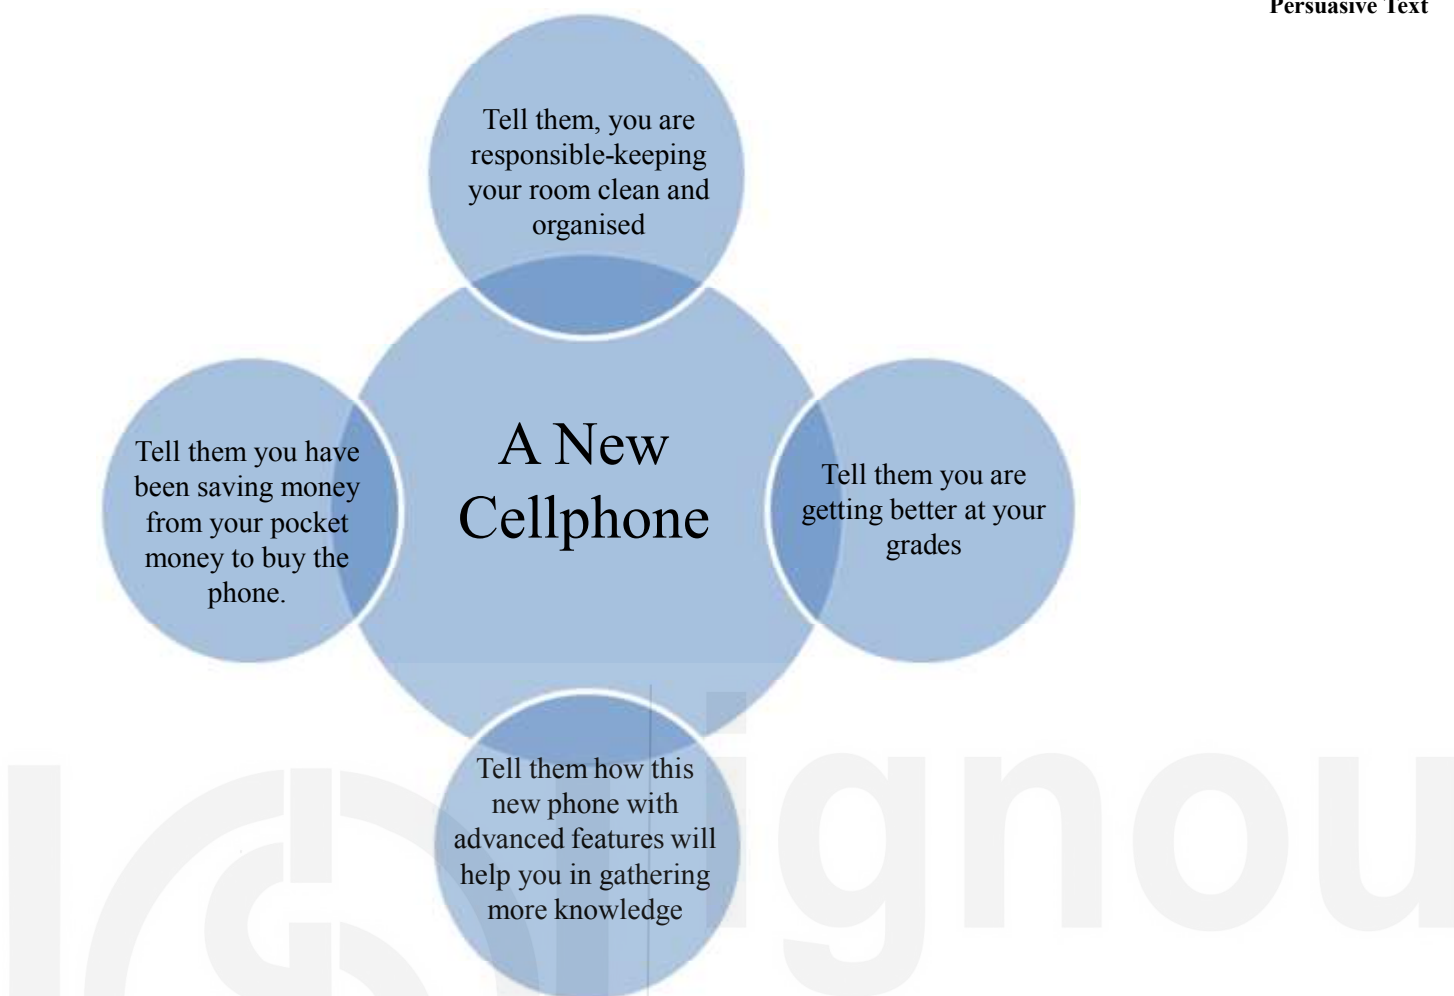 Persuasive Text
Tell them, you are
responsible-keeping
your room clean and
organised
Tell them you have
been saving money
from your pocket
money to buy the
phone.
A New
Cellphone
Tell them you are
getting better at your
grades
Tell them how this
new phone with
advanced features will
help you in gathering
more knowledge
ignou